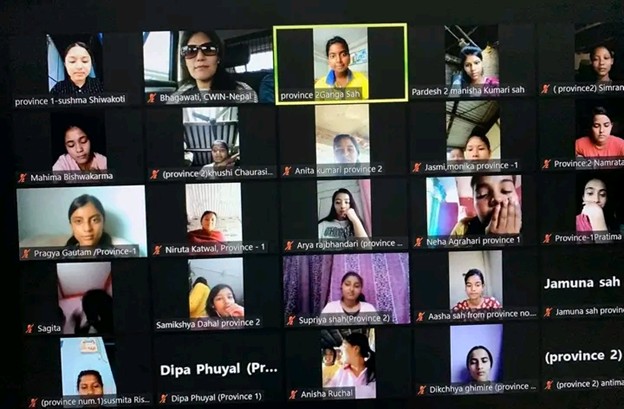 province 1-sushma Shiwakoti
Bhagawati, CWIN-Nepal
province 2Ganga Sah
Pardesh 2 manisha Kumari sah
( province2) Simran
Mahima Bishwakarma
(province 2)khushi Chaurasi...
Anita kumari province 2
Jasmi,monika province -1
Province2 Namrata
Pragya Gautam /Province-1
Niruta Katwal, Province - 1
Arya rajbhandari (province ...
Neha Agrahari province 1
Province-1Pratima
Sagita
Samikshya Dahal province 2
Supriya shah(Province 2)
Aasha sah from province no...
Jamuna sah
Jamuna sah provinc
(province num.1)susmita Ris...
Dipa Phuyal (Pr...
Dipa Phuyal (Province 1)
Anisha Ruchal
Dikchhya ghimire (province ...
(province 2)
(province 2) antima